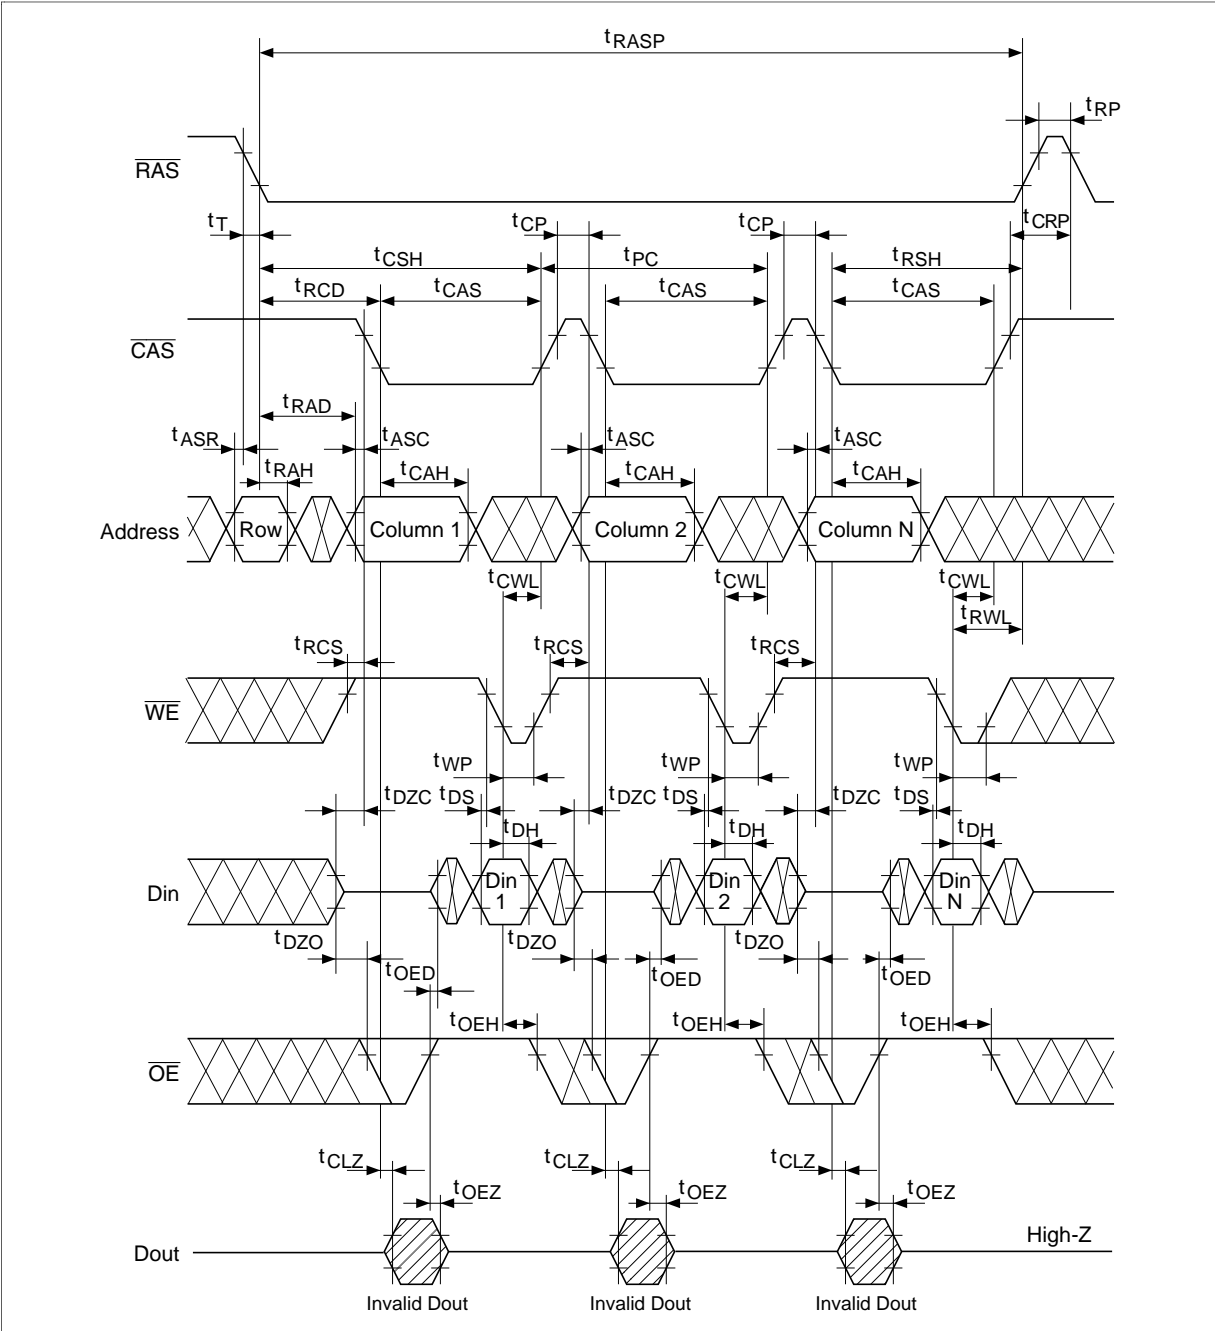 tRASP
tRP
RAS
tT tCP tCP tCRP
tCSH tPC tRSH
tRCD tCAS tCAS tCAS
CAS
tRAD
tASR tASC tASC tASC
tRAH tCAH tCAH tCAH
Address Row Column 1 Column 2 Column N
tCWL tCWL tCWL
tRWL
tRCS tRCS tRCS
WE
tWP tWP tWP
tDZC tDS tDZC tDS tDZC tDS
tDH tDH tDH
Din Din 1 Din 2 Din N
tDZO tDZO tDZO
tOED tOED tOED
tOEH tOEH tOEH
OE
tCLZ tCLZ tCLZ
tOEZ tOEZ tOEZ
Dout High-Z
Invalid Dout Invalid Dout Invalid Dout